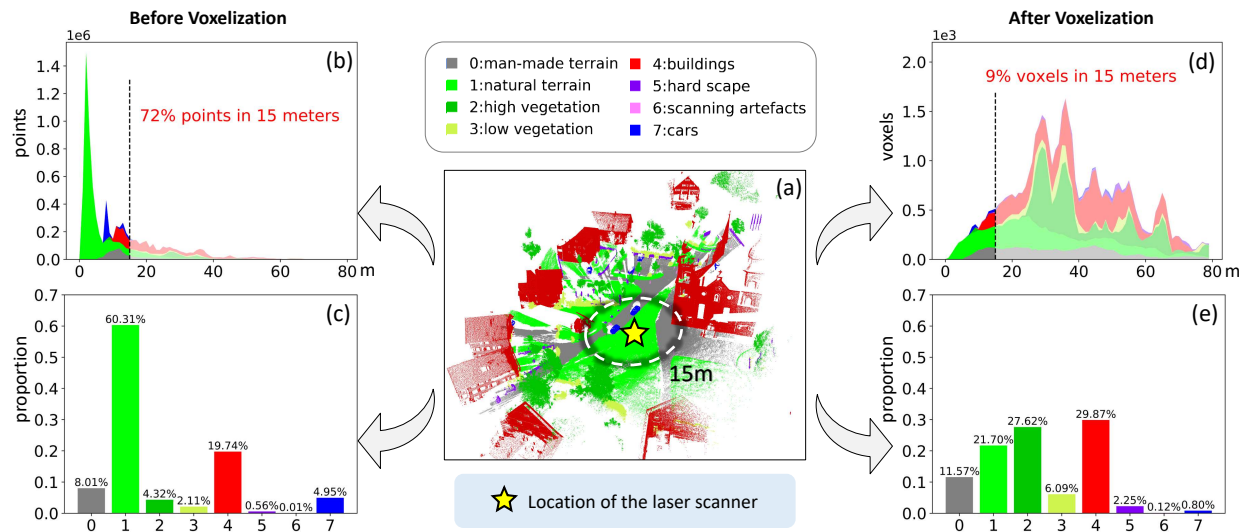 Before Voxelization
After Voxelization
1e6
(b)
1.4
1.2
1.0
0.8
0.6
0.4
0.2
0.0
points
72% points in 15 meters
0 20 40 60 80 m
0:man-made terrain
1:natural terrain
2:high vegetation
3:low vegetation
4:buildings
5:hard scape
6:scanning artefacts
7:cars
(a)
15m
Location of the laser scanner
1e3
(d)
2.0
1.5
1.0
0.5
0.0
voxels
9% voxels in 15 meters
0 20 40 60 80 m
(c)
0.7
0.6
0.5
0.4
0.3
0.2
0.1
0.0
proportion
8.01%
60.31%
4.32%
2.11%
19.74%
0.56%
0.01%
4.95%
0 1 2 3 4 5 6 7
(e)
0.7
0.6
0.5
0.4
0.3
0.2
0.1
0.0
proportion
11.57%
21.70%
27.62%
6.09%
29.87%
2.25%
0.12%
0.80%
0 1 2 3 4 5 6 7